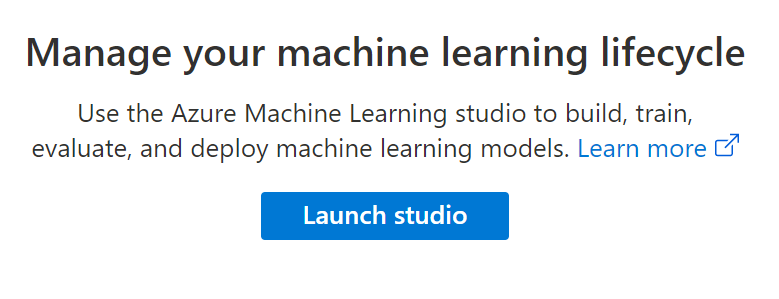 Manage your machine learning lifecycle
Use the Azure Machine Learning studio to build, train,
evaluate, and deploy machine learning models. Learn more
Launch studio